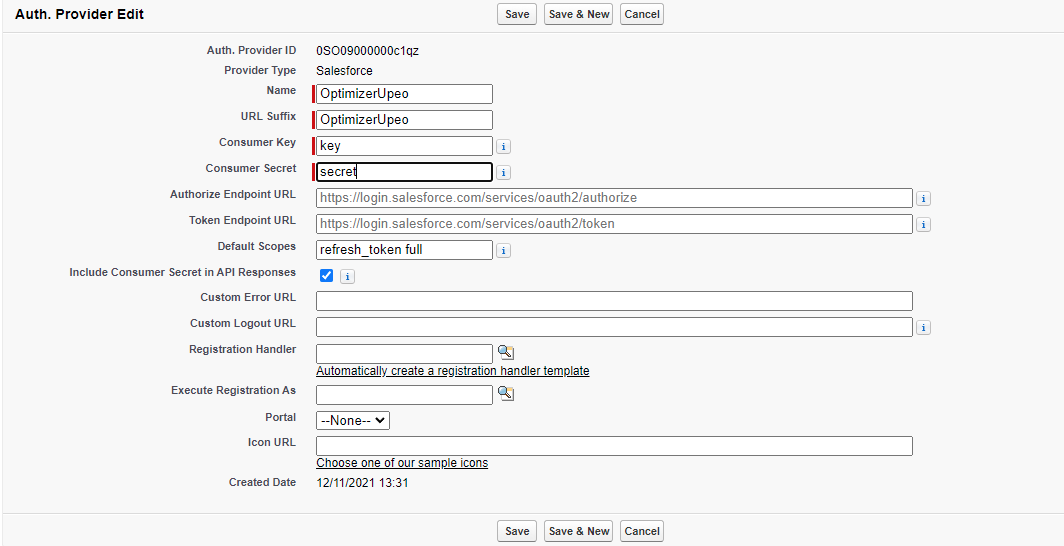 Auth. Provider Edit Save Save & New Cancel
Auth. Provider ID 0SO09000000c1qz
Provider Type Salesforce
Name OptimizerUpeo
URL Suffix OptimizerUpeo
Consumer Key key i
Consumer Secret secret i
Authorize Endpoint URL https://login.salesforce.com/services/oauth2/authorize i
Token Endpoint URL https://login.salesforce.com/services/oauth2/token i
Default Scopes refresh_token full i
Include Consumer Secret in API Responses i
Custom Error URL
Custom Logout URL i
Registration Handler
Automatically create a registration handler template
Execute Registration As
Portal --None--
Icon URL
Choose one of our sample icons
Created Date 12/11/2021 13:31
Save Save & New Cancel